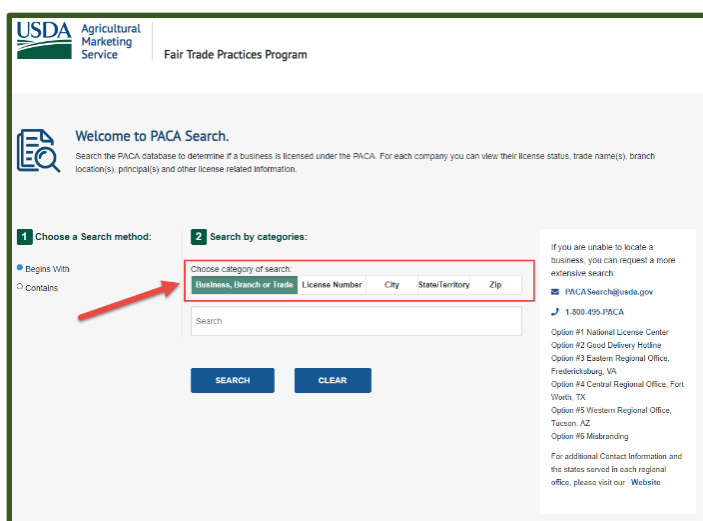 USDA
Agricultural
Marketing
Service
Fair Trade Practices Program
Welcome to PACA Search.
Search the PACA database to determine if a business is licensed under the PACA. For each company you can view their license status, trade name(s), branch
location(s), principal(s) and other license related information.
1 Choose a Search method:
Begins With
Contains
2 Search by categories:
Choose category of search:
Business, Branch or Trade License Number City State/Territory Zip
Search
SEARCH CLEAR
If you are unable to locate a
business, you can request a more
extensive search:
PACASearch@usda.gov
1-800-495-PACA
Option #1 National License Center
Option #2 Good Delivery Hotline
Option #3 Eastern Regional Office,
Fredericksburg, VA
Option #4 Central Regional Office, Fort
Worth, TX
Option #5 Western Regional Office,
Tucson, AZ
Option #6 Misbranding
For additional Contact Information and
the states served in each regional
office, please visit our Website